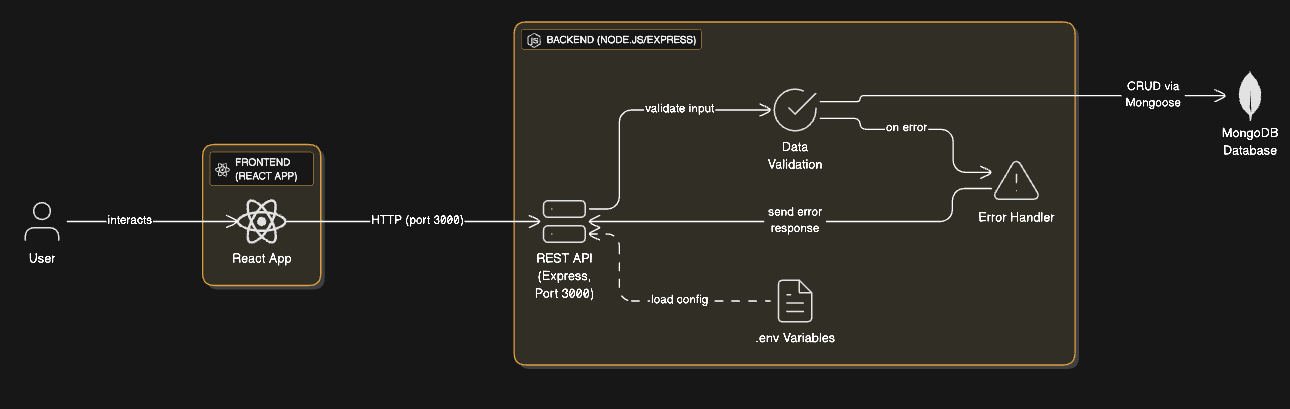 BACKEND (NODE.JS/EXPRESS)
CRUD via
Mongoose
MongoDB
Database
validate input
on error
Data
Validation
FRONTEND
(REACT APP)
interacts
HTTP (port 3000)
send error
response
Error Handler
User
React App
REST API
(Express,
Port 3000)
load config
.env Variables
JS